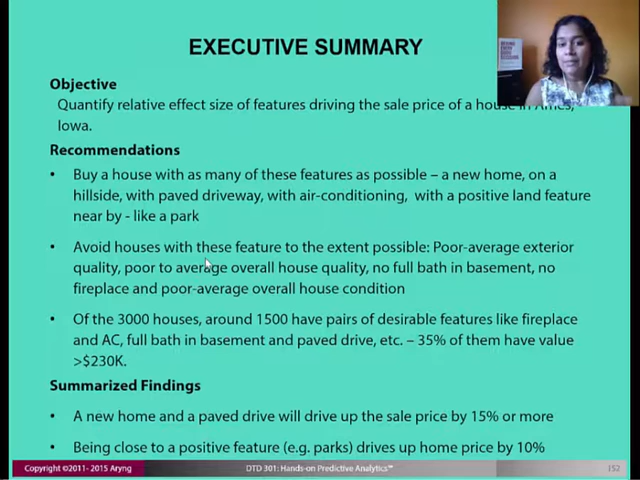 EXECUTIVE SUMMARY
Objective
Quantify relative effect size of features driving the sale price of a house in Ames,
Iowa.
Recommendations
• Buy a house with as many of these features as possible – a new home, on a
hillside, with paved driveway, with air-conditioning, with a positive land feature
near by - like a park
• Avoid houses with these feature to the extent possible: Poor-average exterior
quality, poor to average overall house quality, no full bath in basement, no
fireplace and poor-average overall house condition
• Of the 3000 houses, around 1500 have pairs of desirable features like fireplace
and AC, full bath in basement and paved drive, etc. – 35% of them have value
>$230K.
Summarized Findings
• A new home and a paved drive will drive up the sale price by 15% or more
• Being close to a positive feature (e.g. parks) drives up home price by 10%
Copyright ©2011- 2015 Aryng
DTD 301: Hands-on Predictive Analytics™
152